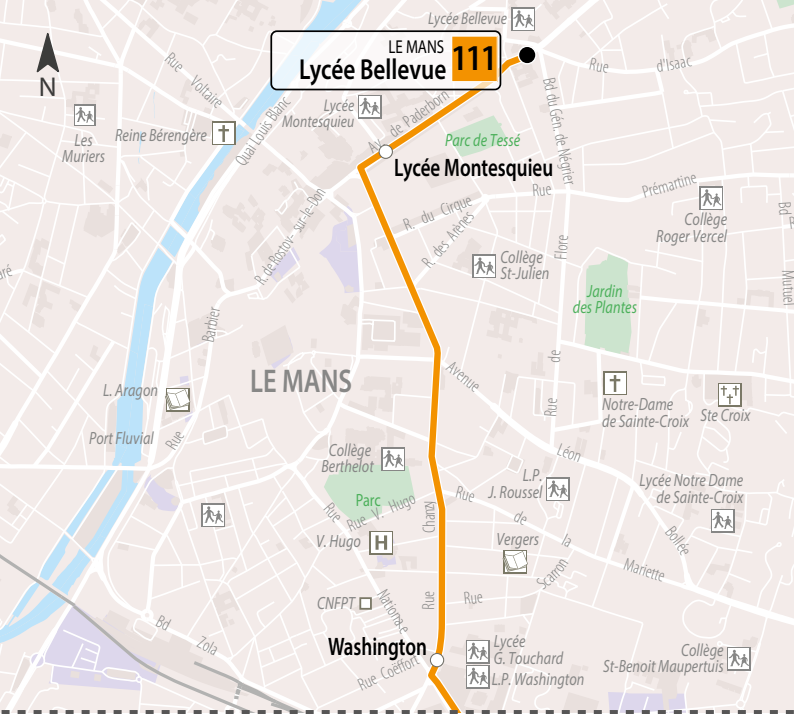 Lycée Bellevue
LE MANS
Lycée Bellevue
111
N
Rue Voltaire
Quai Louis Blanc
Rue d'Isaac
Bd du Gén. de Négrier
Les
Muriers
Reine Bérengère
Lycée
Montesquieu
Av. de Paderborn
Parc de Tessé
Lycée Montesquieu
Rue Prémartine
Collège
Roger Vercel
Bd
Mutuel
R. de Rostov-sur-le-Don
R. du Cirque
R. des Arènes
Collège
St-Julien
Rue de Flore
Jardin
des Plantes
Rue Barbier
LE MANS
Avenue
Léon
Bollée
L. Aragon
Port Fluvial
Notre-Dame
de Sainte-Croix
Ste Croix
Collège
Berthelot
Parc
Rue V. Hugo
L.P.
J. Roussel
Lycée Notre Dame
de Sainte-Croix
Rue Chanzy
Rue de la Mariette
V. Hugo
H
Vergers
Rue Scarron
CNFPT
Rue Nationale
Bd Zola
Washington
Rue Coëffort
Lycée
G. Touchard
L.P. Washington
Collège
St-Benoit Maupertuis